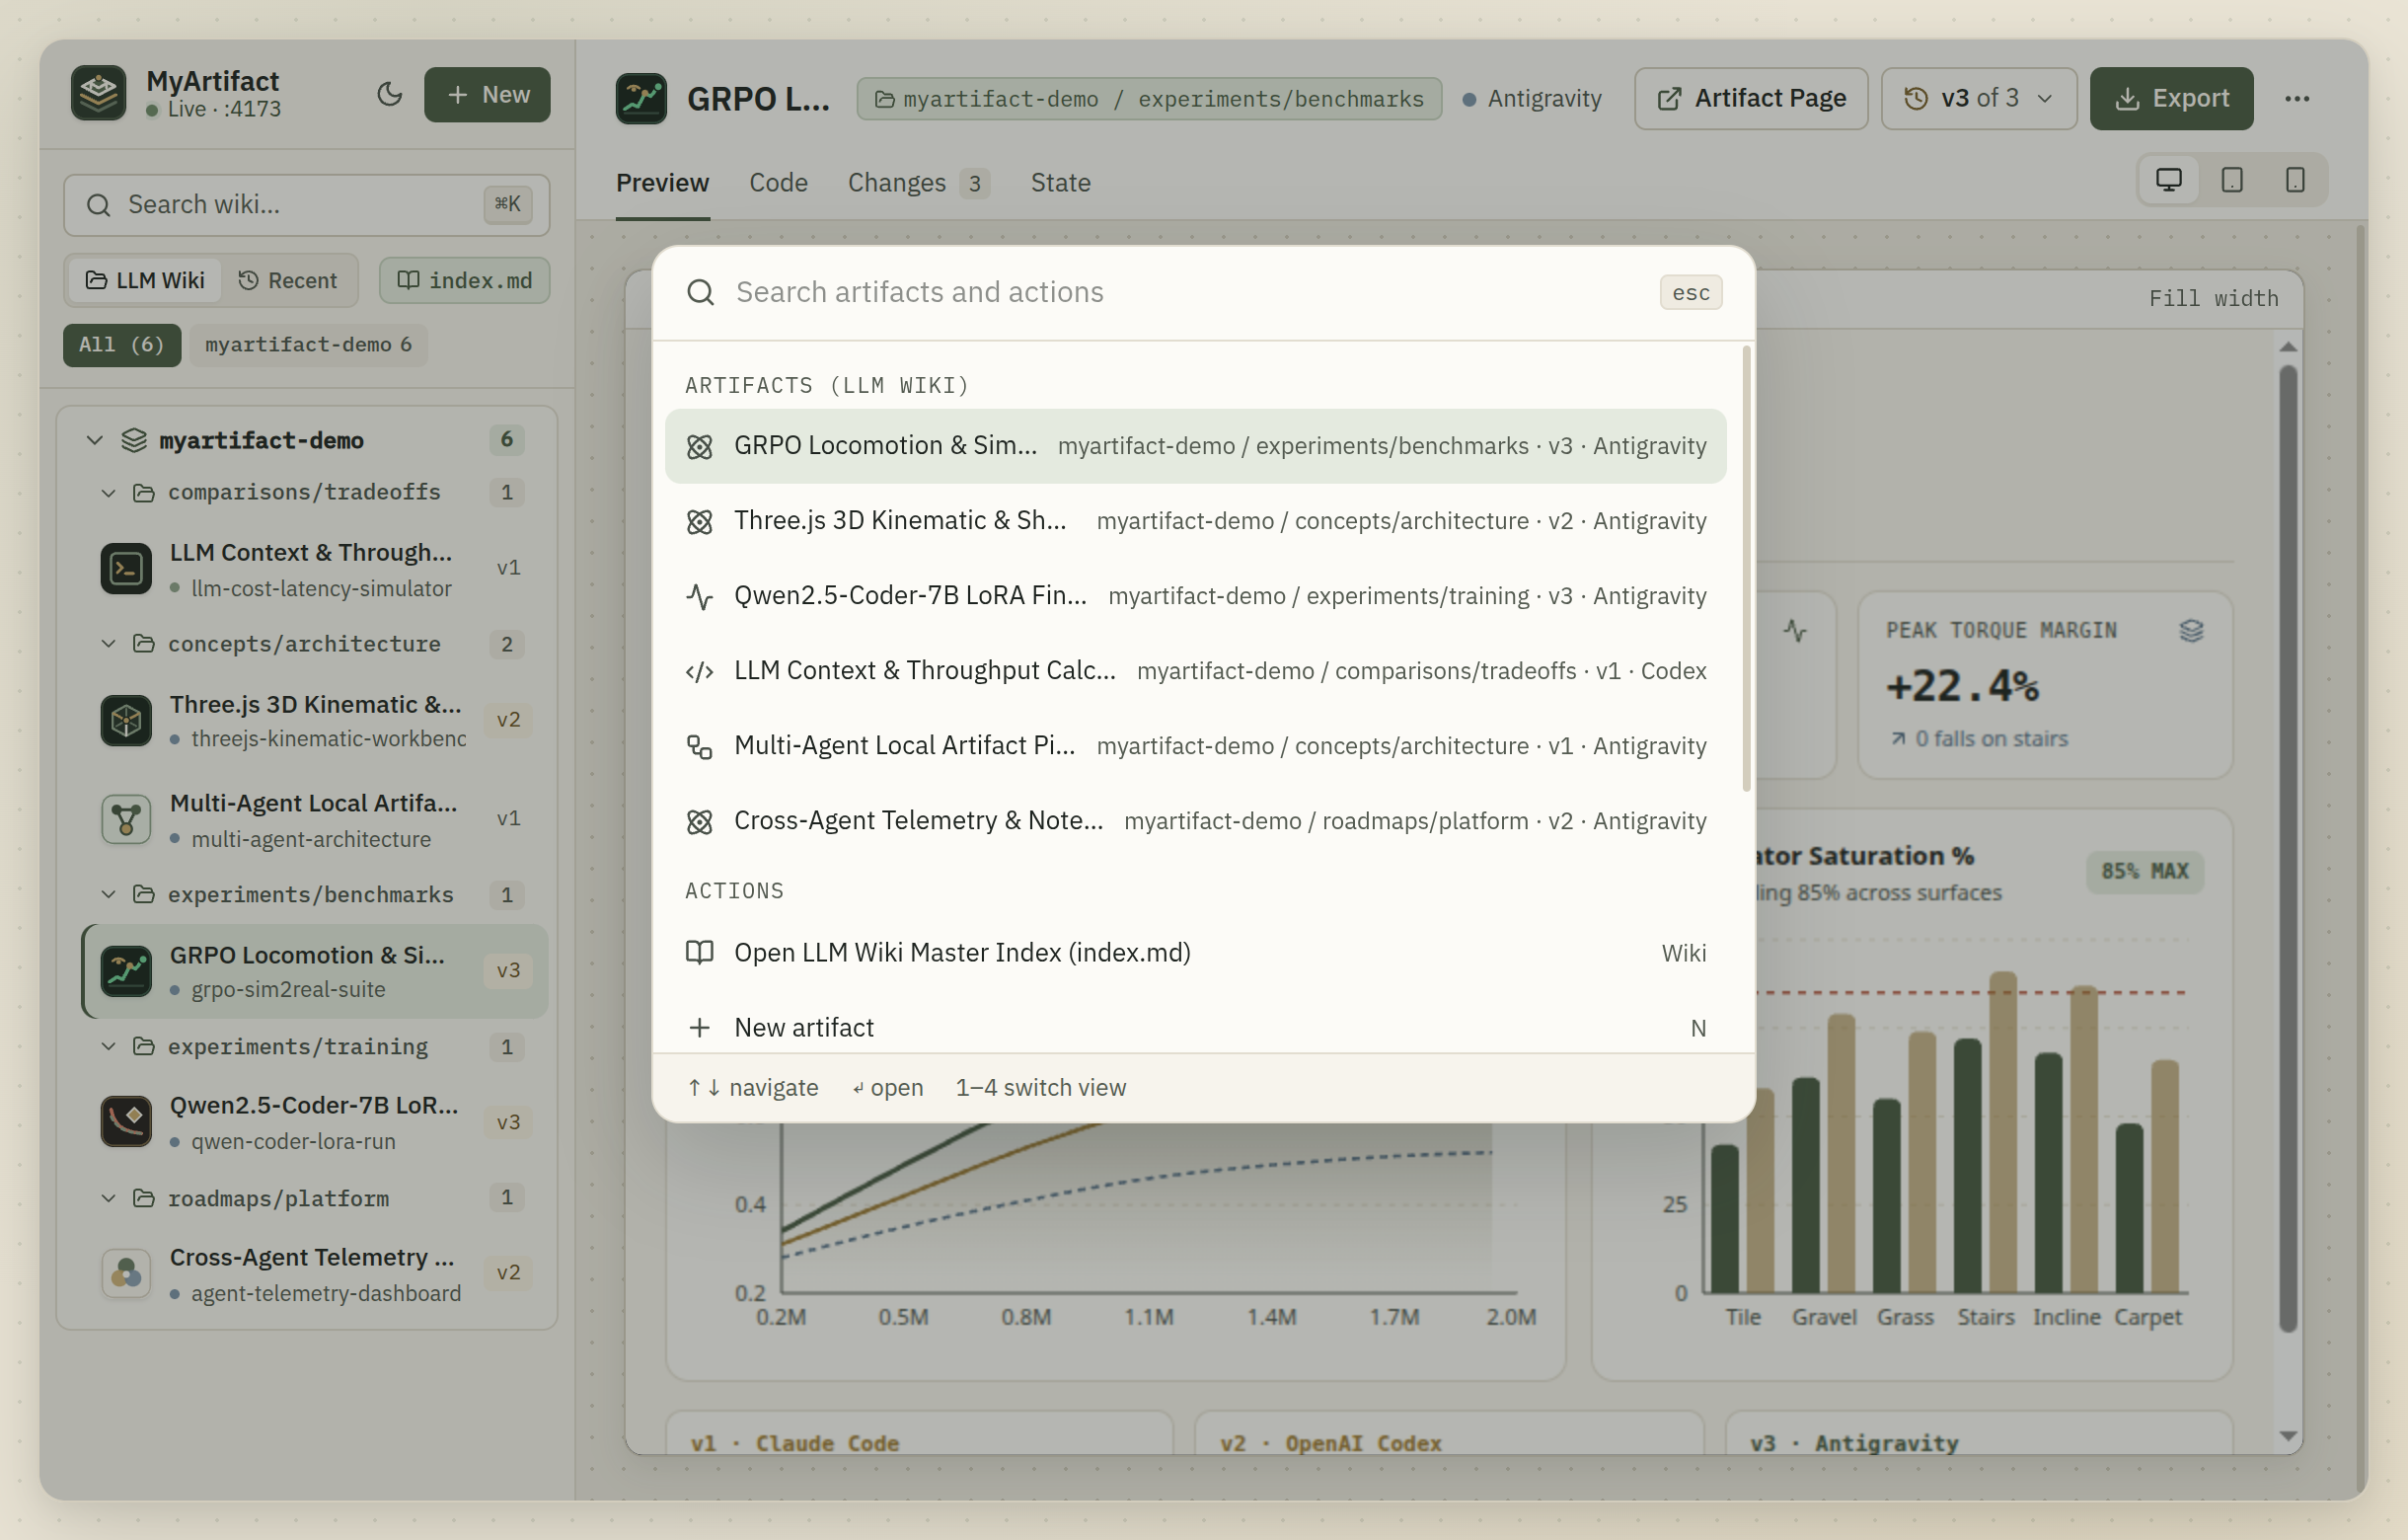 MyArtifact
Live · :4173
New
Search wiki...
⌘K
LLM Wiki
Recent
index.md
All (6)
myartifact-demo 6
myartifact-demo
6
comparisons/tradeoffs
1
LLM Context & Through...
v1
llm-cost-latency-simulator
concepts/architecture
2
Three.js 3D Kinematic &...
v2
threejs-kinematic-workbenc
Multi-Agent Local Artifa...
v1
multi-agent-architecture
experiments/benchmarks
1
GRPO Locomotion & Si...
v3
grpo-sim2real-suite
experiments/training
1
Qwen2.5-Coder-7B LoR...
v3
qwen-coder-lora-run
roadmaps/platform
1
Cross-Agent Telemetry ...
v2
agent-telemetry-dashboard
GRPO L...
myartifact-demo / experiments/benchmarks
Antigravity
Artifact Page
v3 of 3
Export
Preview
Code
Changes 3
State
Fill width
Search artifacts and actions
esc
ARTIFACTS (LLM WIKI)
GRPO Locomotion & Sim... myartifact-demo / experiments/benchmarks · v3 · Antigravity
Three.js 3D Kinematic & Sh... myartifact-demo / concepts/architecture · v2 · Antigravity
Qwen2.5-Coder-7B LoRA Fin... myartifact-demo / experiments/training · v3 · Antigravity
LLM Context & Throughput Calc... myartifact-demo / comparisons/tradeoffs · v1 · Codex
Multi-Agent Local Artifact Pi... myartifact-demo / concepts/architecture · v1 · Antigravity
Cross-Agent Telemetry & Note... myartifact-demo / roadmaps/platform · v2 · Antigravity
ACTIONS
Open LLM Wiki Master Index (index.md) Wiki
New artifact N
↑↓ navigate ↲ open 1–4 switch view
PEAK TORQUE MARGIN
+22.4%
0 falls on stairs
ator Saturation %
ling 85% across surfaces
85% MAX
0.4
0.2
0.2M 0.5M 0.8M 1.1M 1.4M 1.7M 2.0M
25
0
Tile Gravel Grass Stairs Incline Carpet
v1 · Claude Code
v2 · OpenAI Codex
v3 · Antigravity